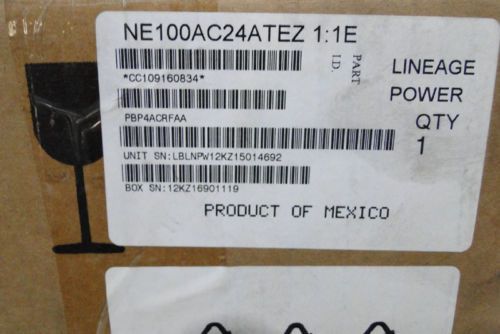 NE100AC24ATEZ 1:1E
PART
I.D.
*CC109160834*
PBP4ACRFAA
UNIT SN:LBLNPW12KZ15014692
BOX SN:12KZ16901119
LINEAGE
POWER
QTY
1
PRODUCT OF MEXICO